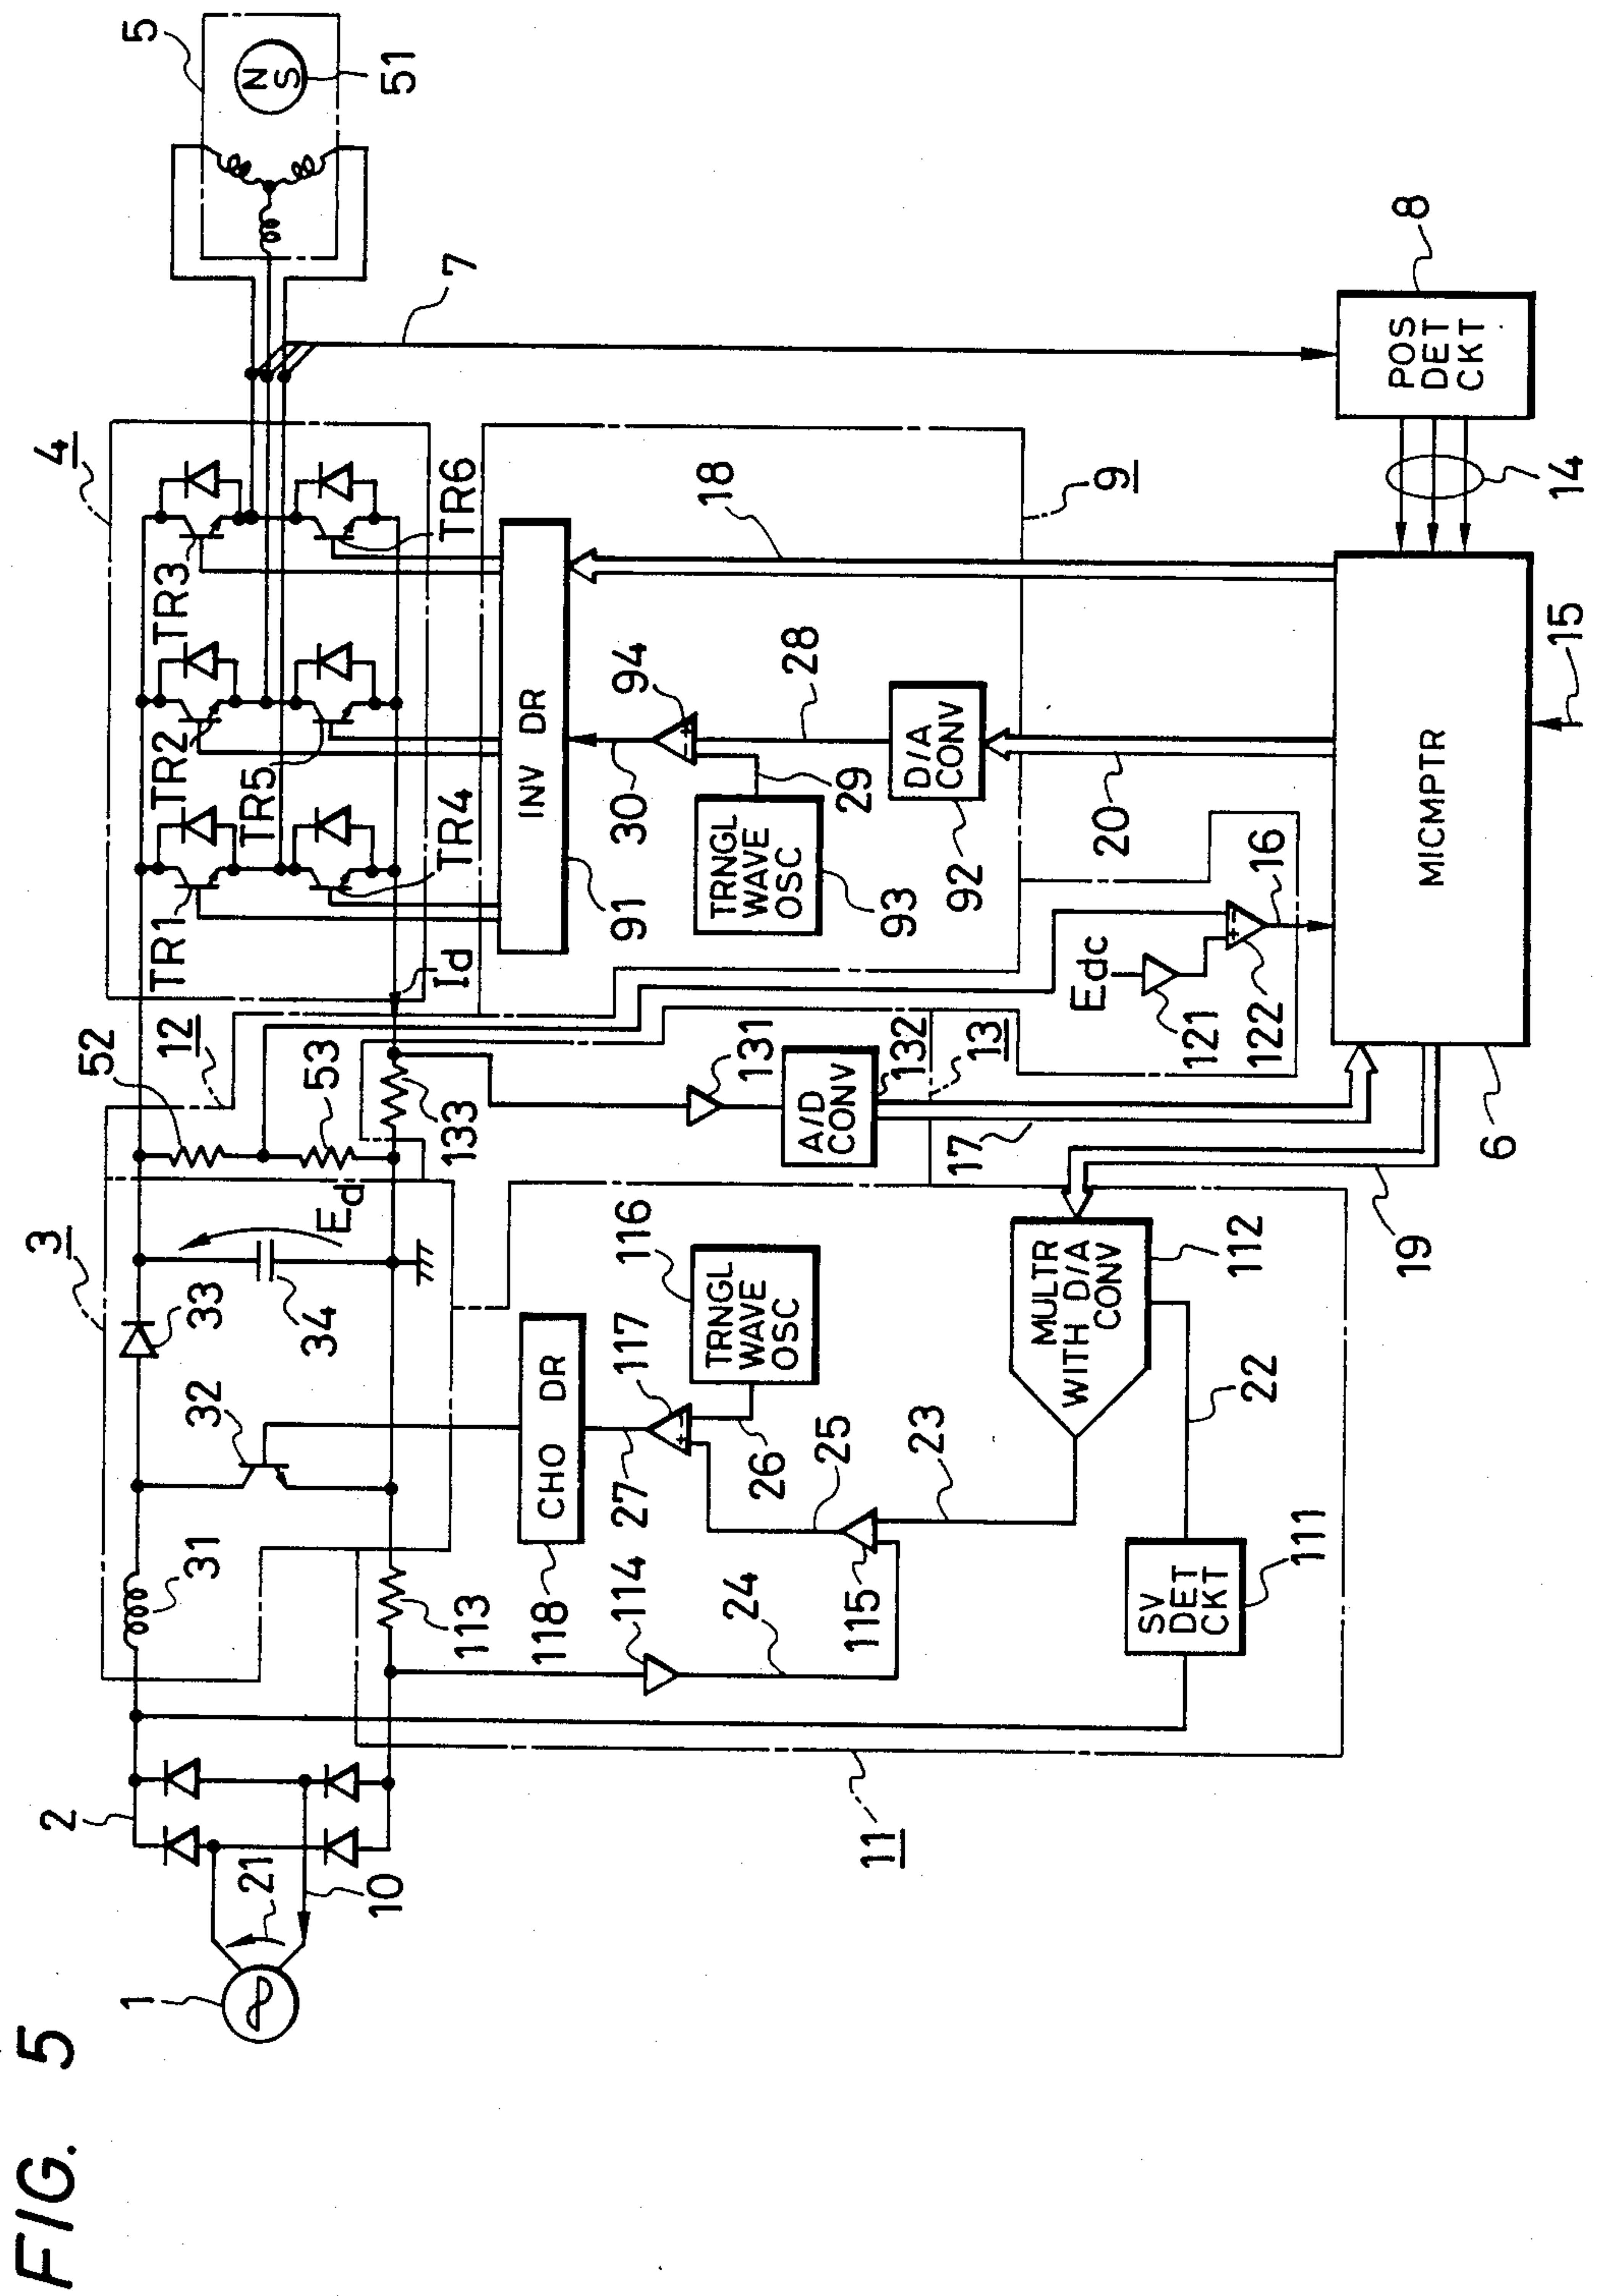 FIG. 5
1
21
10
2
3
31
32
33
34
Ed
52
12
53
133
113
4
TR1
TR2
TR3
TR4
TR5
TR6
Id
5
N
S
51
7
11
118
CHO DR
27
117
116
TRNGL
WAVE
OSC
26
25
114
24
115
23
112
MULTR
WITH D/A
CONV
22
111
SV
DET
CKT
19
131
A/D
CONV
132
13
17
Edc
121
122
16
91
INV DR
30
94
29
28
TRNGL
WAVE
OSC
93
D/A
CONV
92
20
18
9
MICMPTR
6
15
14
POS
DET
CKT
8